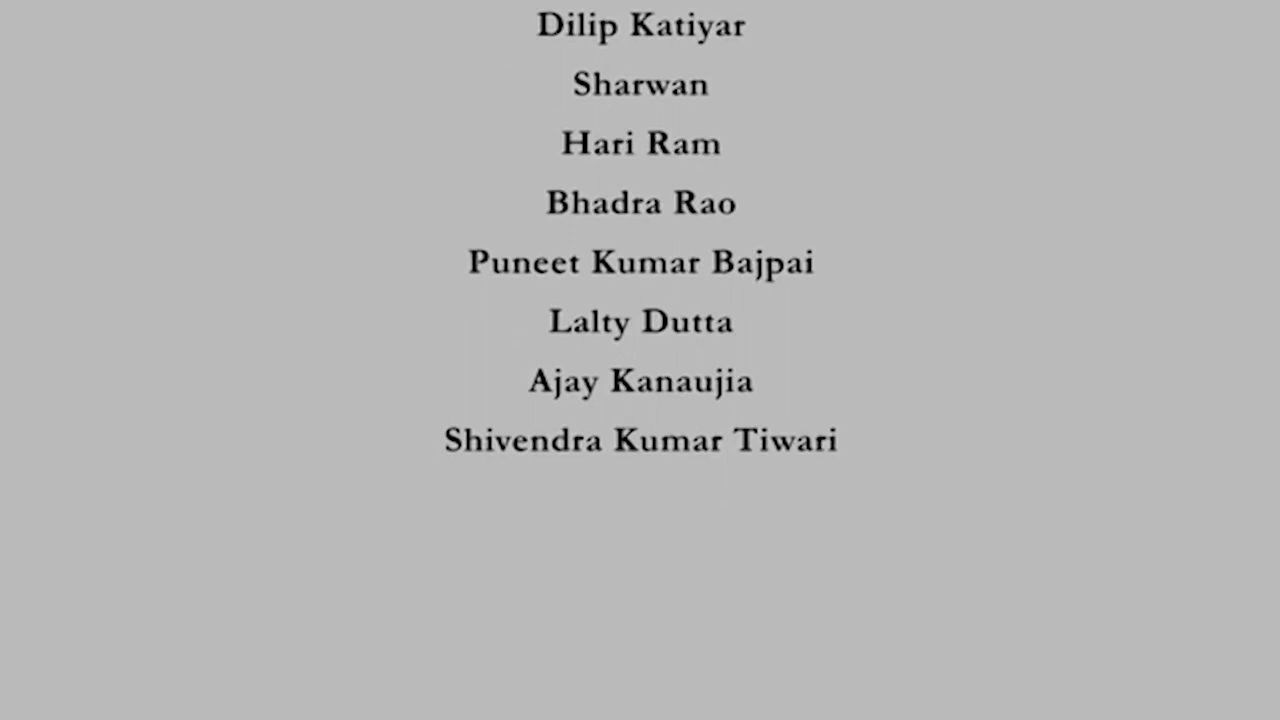 Dilip Katiyar
Sharwan
Hari Ram
Bhadra Rao
Puneet Kumar Bajpai
Lalty Dutta
Ajay Kanaujia
Shivendra Kumar Tiwari